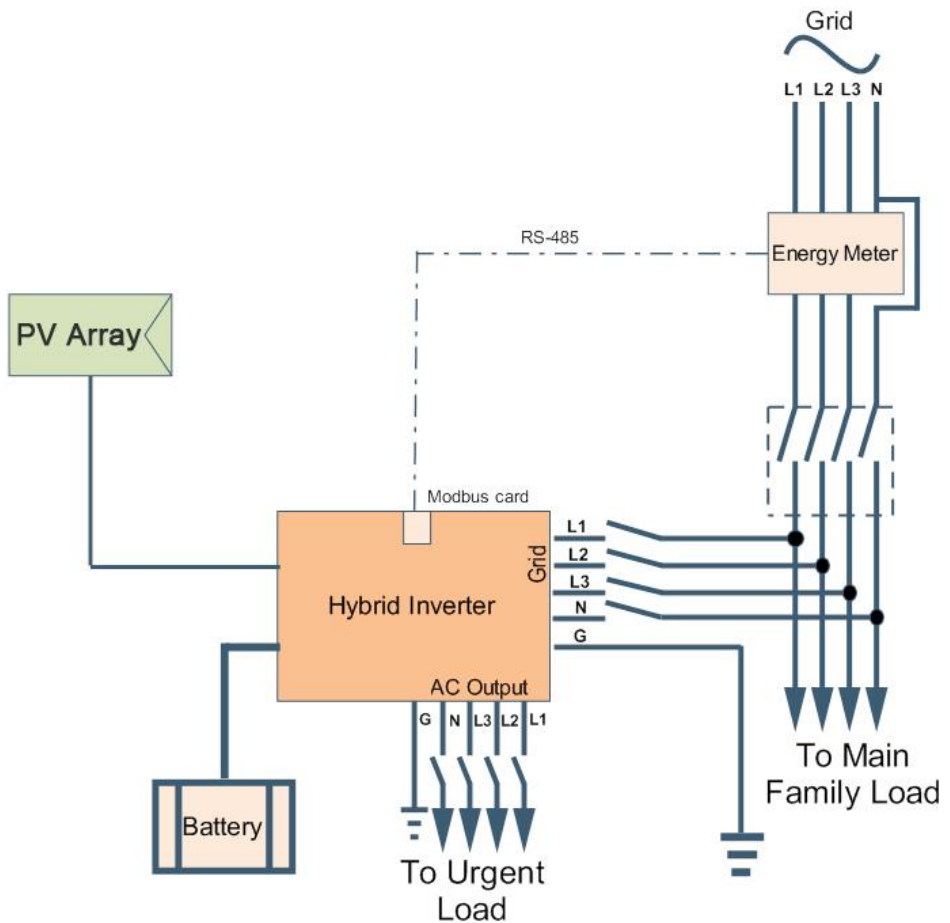 Grid
L1 L2 L3 N
Energy Meter
RS-485
PV Array
Modbus card
Hybrid Inverter
Grid
L1
L2
L3
N
G
AC Output
G N L3 L2 L1
Battery
To Urgent
Load
To Main
Family Load